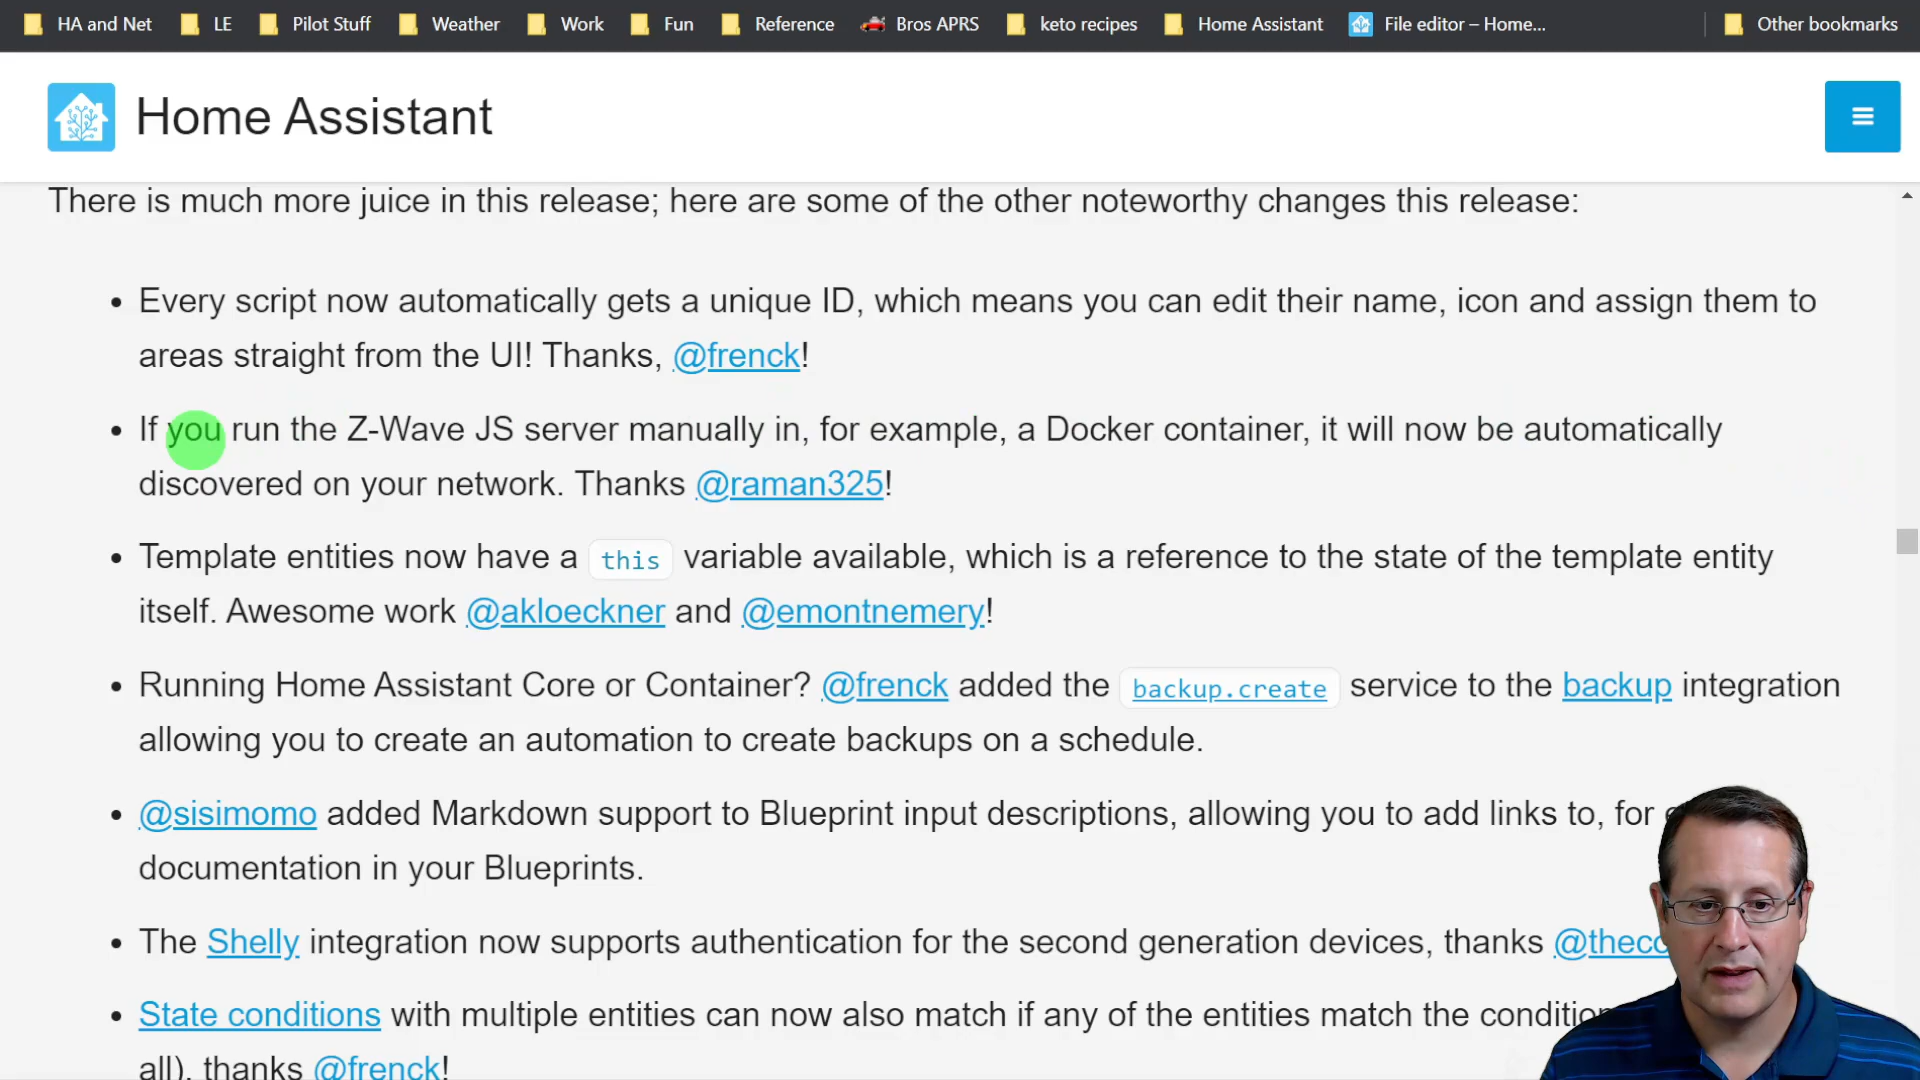 HA and Net LE Pilot Stuff Weather Work Fun Reference Bros APRS keto recipes Home Assistant File editor – Home... Other bookmarks
Home Assistant
There is much more juice in this release; here are some of the other noteworthy changes this release:
• Every script now automatically gets a unique ID, which means you can edit their name, icon and assign them to
areas straight from the UI! Thanks, @frenck!
• If you run the Z-Wave JS server manually in, for example, a Docker container, it will now be automatically
discovered on your network. Thanks @raman325!
• Template entities now have a this variable available, which is a reference to the state of the template entity
itself. Awesome work @akloeckner and @emontnemery!
• Running Home Assistant Core or Container? @frenck added the backup.create service to the backup integration
allowing you to create an automation to create backups on a schedule.
• @sisimomo added Markdown support to Blueprint input descriptions, allowing you to add links to, for
documentation in your Blueprints.
• The Shelly integration now supports authentication for the second generation devices, thanks
• State conditions with multiple entities can now also match if any of the entities match the condition
all), thanks @frenck!